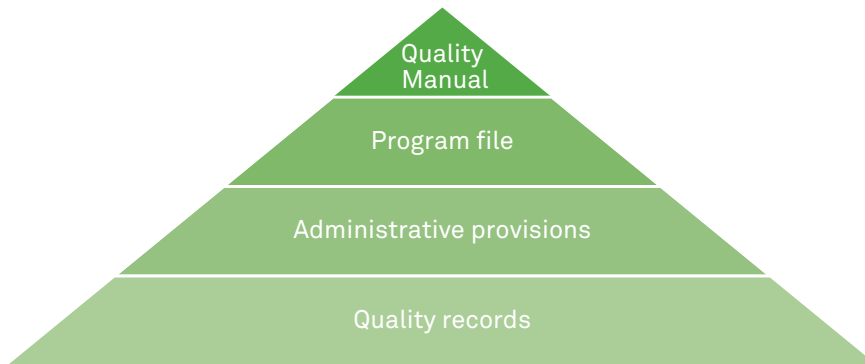 Quality
Manual
Program file
Administrative provisions
Quality records